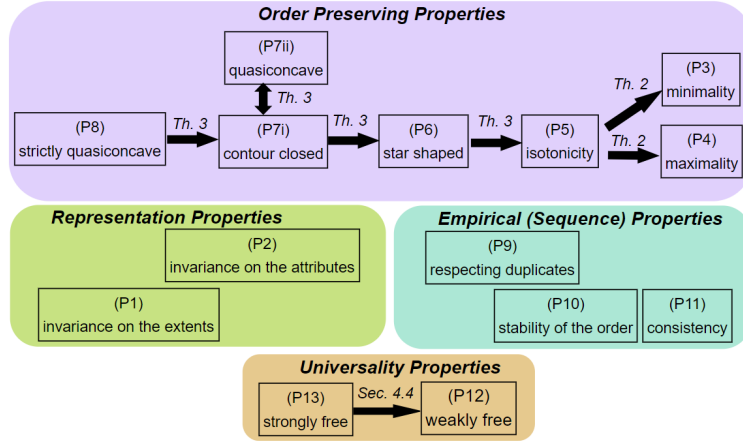 Order Preserving Properties
(P7ii)
quasiconcave
Th. 3
(P3)
minimality
Th. 2
(P8)
strictly quasiconcave
Th. 3
(P7i)
contour closed
Th. 3
(P6)
star shaped
Th. 3
(P5)
isotonicity
Th. 2
(P4)
maximality
Representation Properties
(P2)
invariance on the attributes
(P1)
invariance on the extents
Empirical (Sequence) Properties
(P9)
respecting duplicates
(P10)
stability of the order
(P11)
consistency
Universality Properties
(P13)
strongly free
Sec. 4.4
(P12)
weakly free